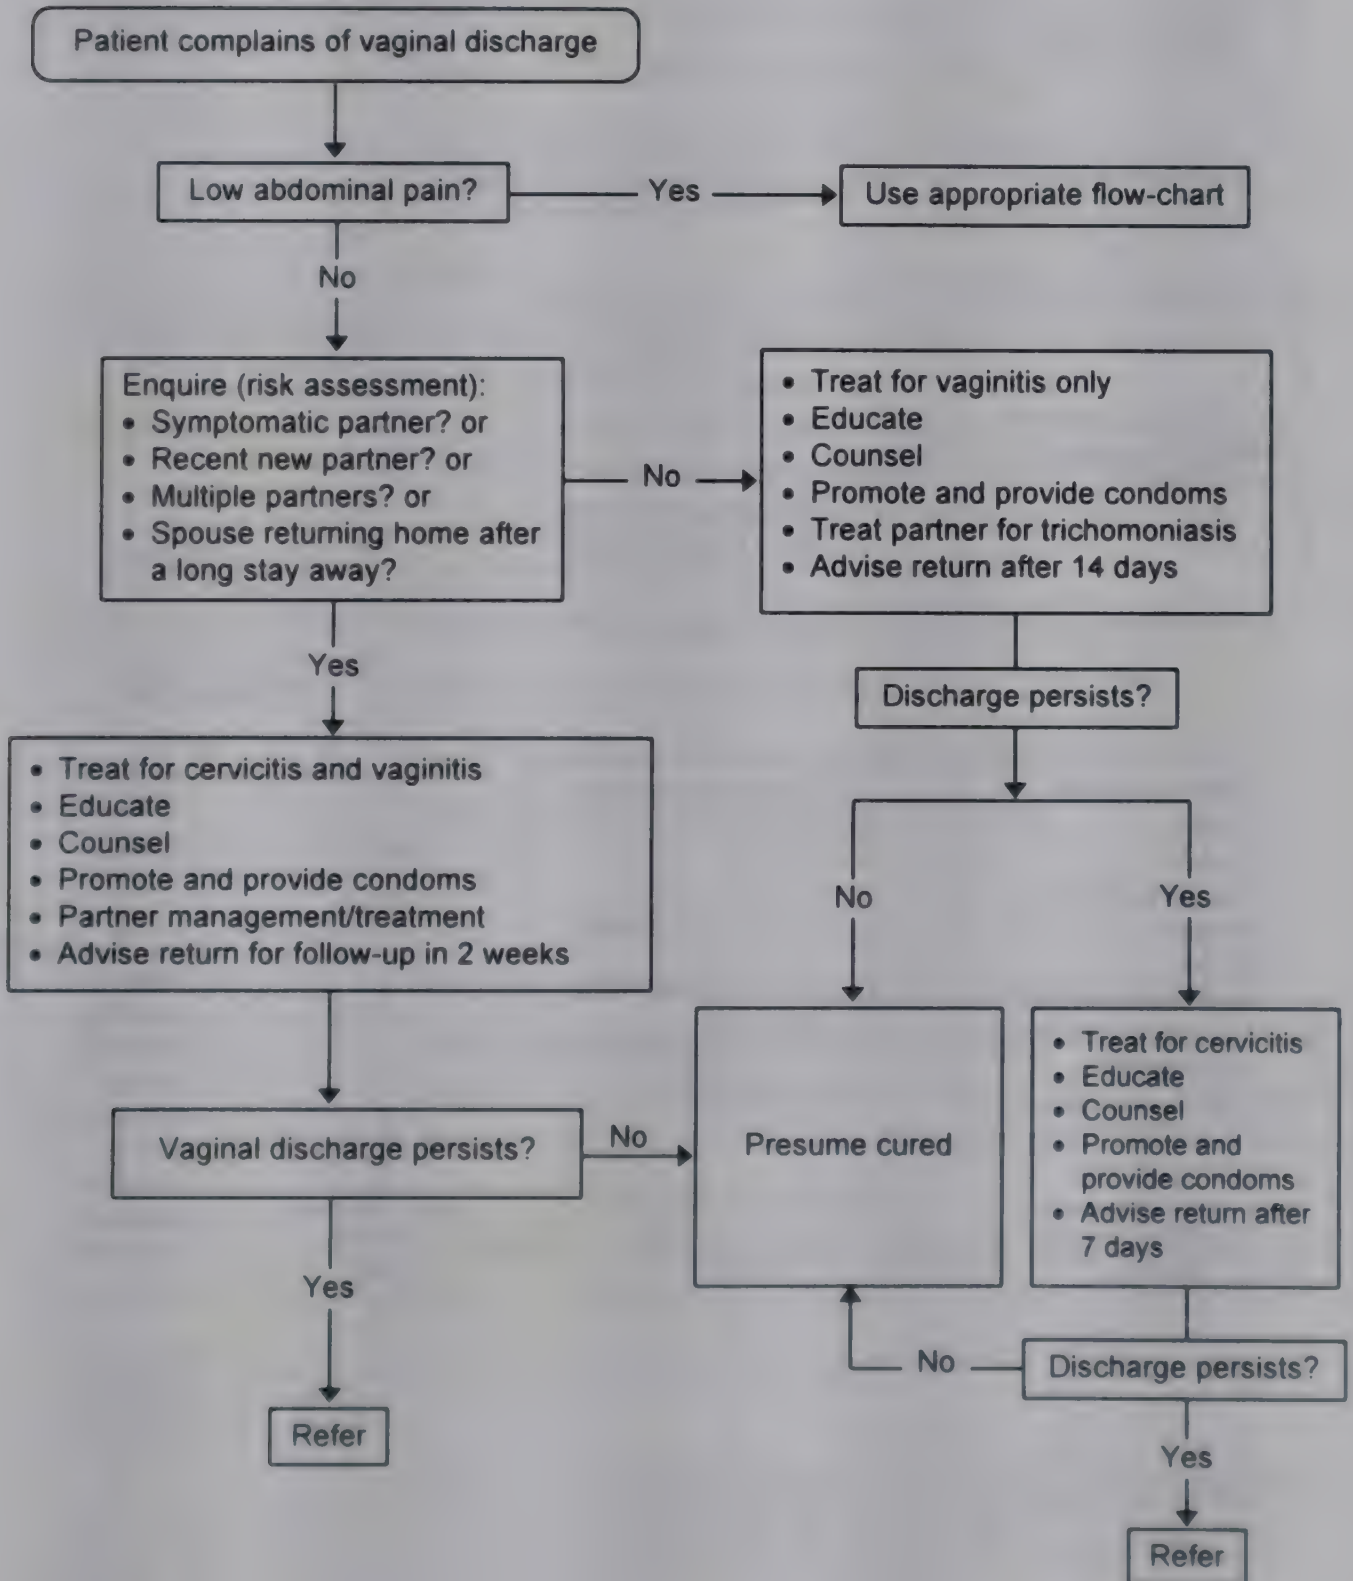 Patient complains of vaginal discharge
Low abdominal pain?
Yes
Use appropriate flow-chart
No
Enquire (risk assessment):
• Symptomatic partner? or
• Recent new partner? or
• Multiple partners? or
• Spouse returning home after
a long stay away?
No
• Treat for vaginitis only
• Educate
• Counsel
• Promote and provide condoms
• Treat partner for trichomoniasis
• Advise return after 14 days
Yes
Discharge persists?
• Treat for cervicitis and vaginitis
• Educate
• Counsel
• Promote and provide condoms
• Partner management/treatment
• Advise return for follow-up in 2 weeks
No
Yes
Vaginal discharge persists?
No
Presume cured
• Treat for cervicitis
• Educate
• Counsel
• Promote and
provide condoms
• Advise return after
7 days
Yes
No
Discharge persists?
Refer
Yes
Refer